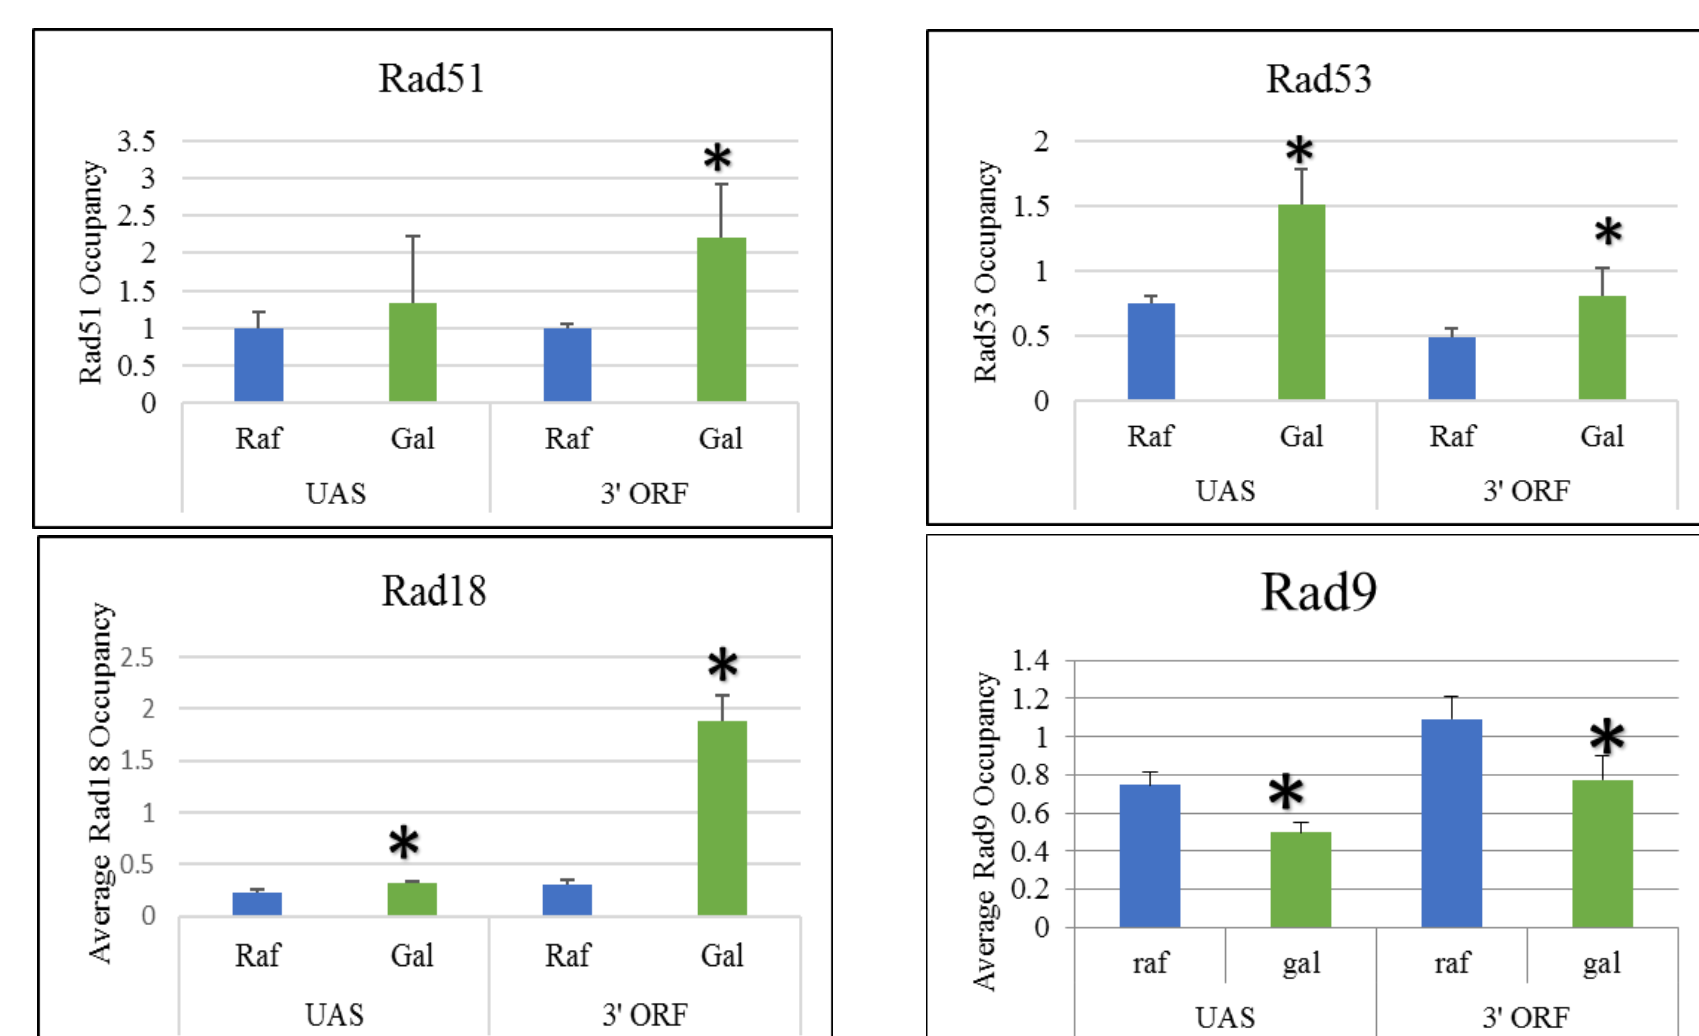 Rad51
Rad51 Occupancy
3.5
3
2.5
2
1.5
1
0.5
0
*
Raf Gal Raf Gal
UAS 3' ORF
Rad53
Rad53 Occupancy
2
1.5
1
0.5
0
* *
Raf Gal Raf Gal
UAS 3' ORF
Rad18
Average Rad18 Occupancy
2.5
2
1.5
1
0.5
0
* *
Raf Gal Raf Gal
UAS 3' ORF
Rad9
Average Rad9 Occupancy
1.4
1.2
1
0.8
0.6
0.4
0.2
0
* *
raf gal raf gal
UAS 3' ORF